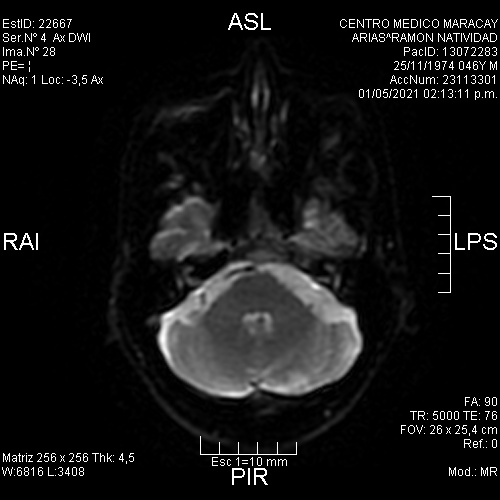 EstID: 22667
Ser.Nº 4 Ax DWI
Ima.Nº 28
PE= ¦
NAq: 1 Loc: -3,5 Ax
ASL
CENTRO MEDICO MARACAY
ARIAS^RAMON NATIVIDAD
PacID: 13072283
25/11/1974 046Y M
AccNum: 23113301
01/05/2021 02:13:11 p.m.
RAI
LPS
FA: 90
TR: 5000 TE: 76
FOV: 26 x 25,4 cm
Ref.: 0
Mod.: MR
Matriz 256 x 256 Thk: 4,5
W:6816 L:3408
Esc 1=10 mm
PIR